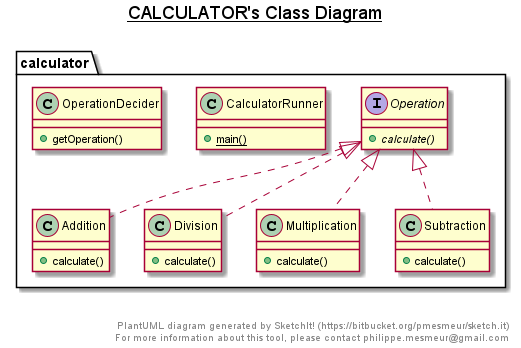 CALCULATOR's Class Diagram
calculator
C OperationDecider
getOperation()
C CalculatorRunner
main()
I Operation
calculate()
C Addition
calculate()
C Division
calculate()
C Multiplication
calculate()
C Subtraction
calculate()
PlantUML diagram generated by SketchIt! (https://bitbucket.org/pmesmeur/sketch.it)
For more information about this tool, please contact philippe.mesmeur@gmail.com